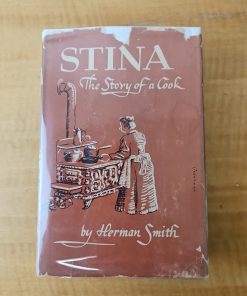 STINA
The Story of a Cook
by Herman Smith